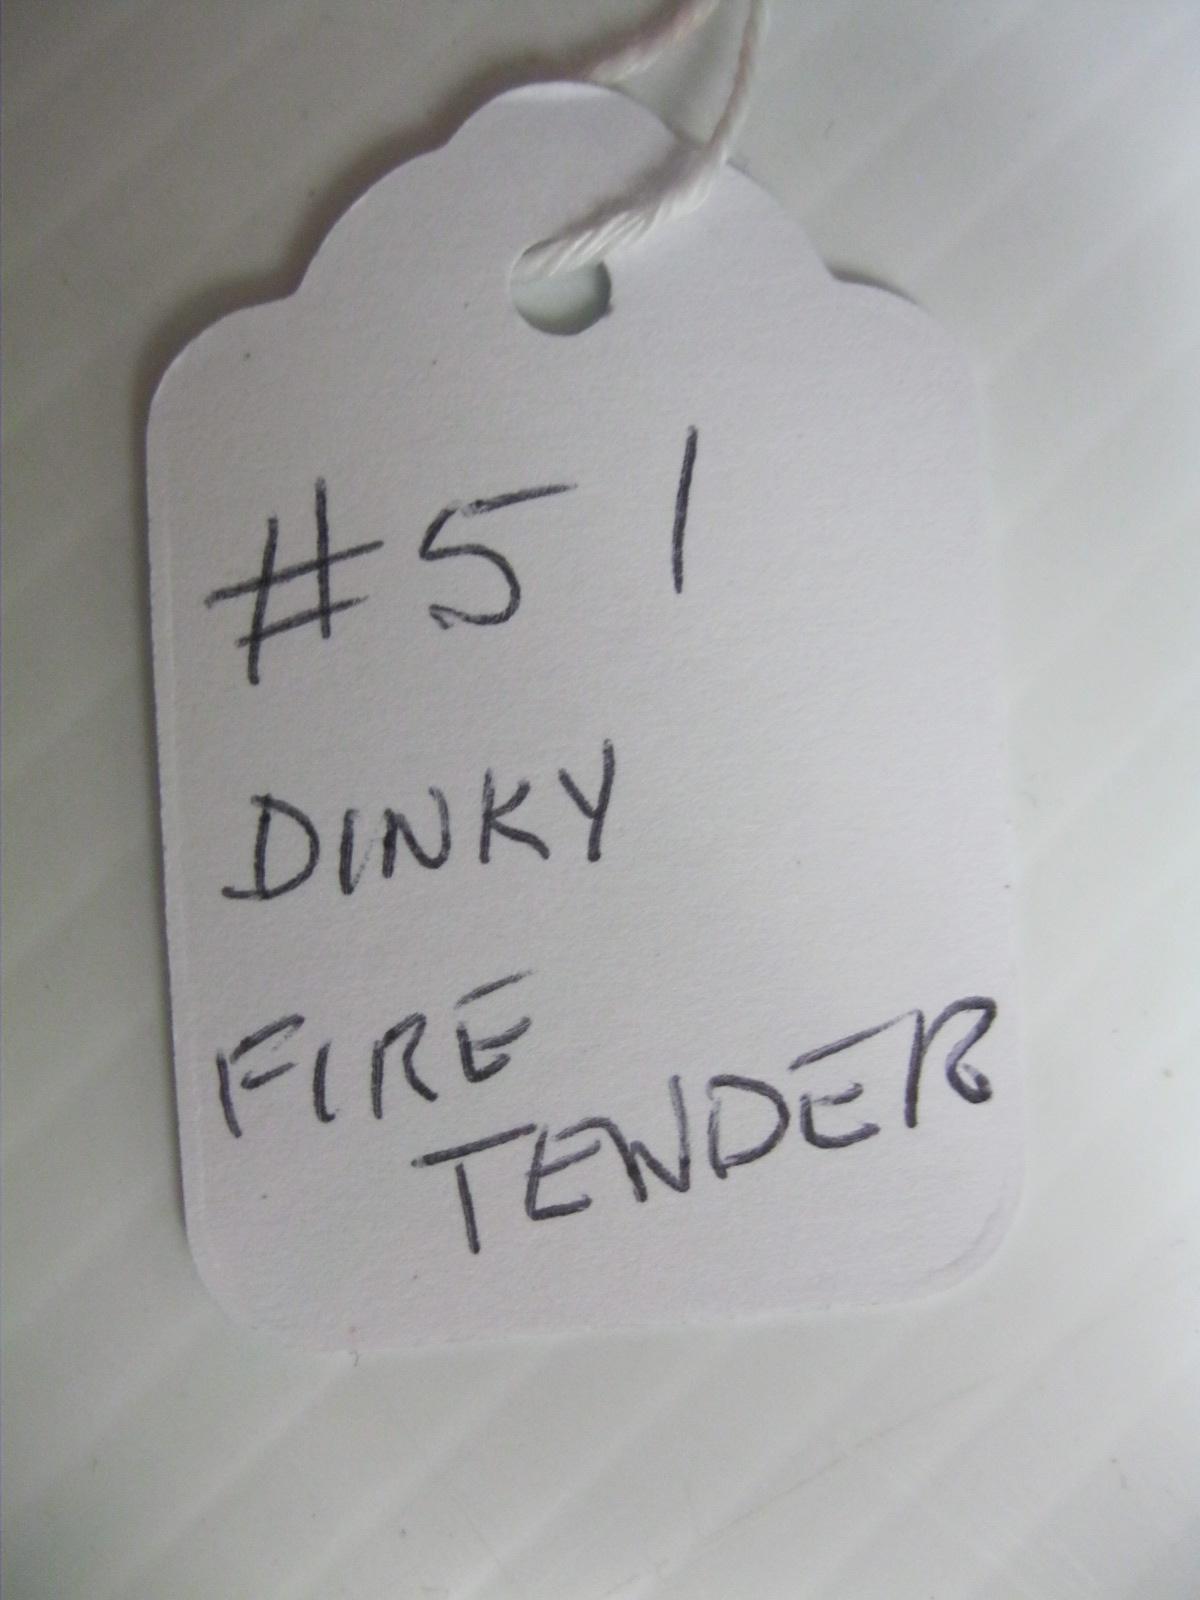 #51
DINKY
FIRE
TENDER